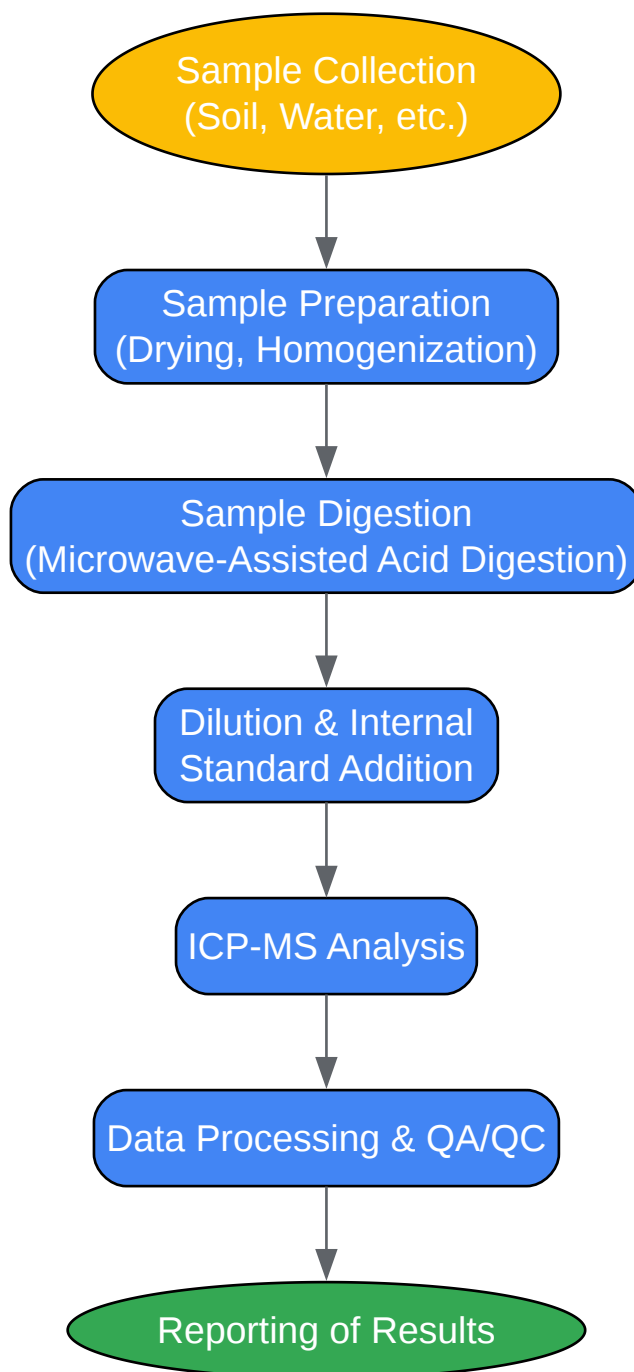 Sample Collection
(Soil, Water, etc.)
Sample Preparation
(Drying, Homogenization)
Sample Digestion
(Microwave-Assisted Acid Digestion)
Dilution & Internal
Standard Addition
ICP-MS Analysis
Data Processing & QA/QC
Reporting of Results